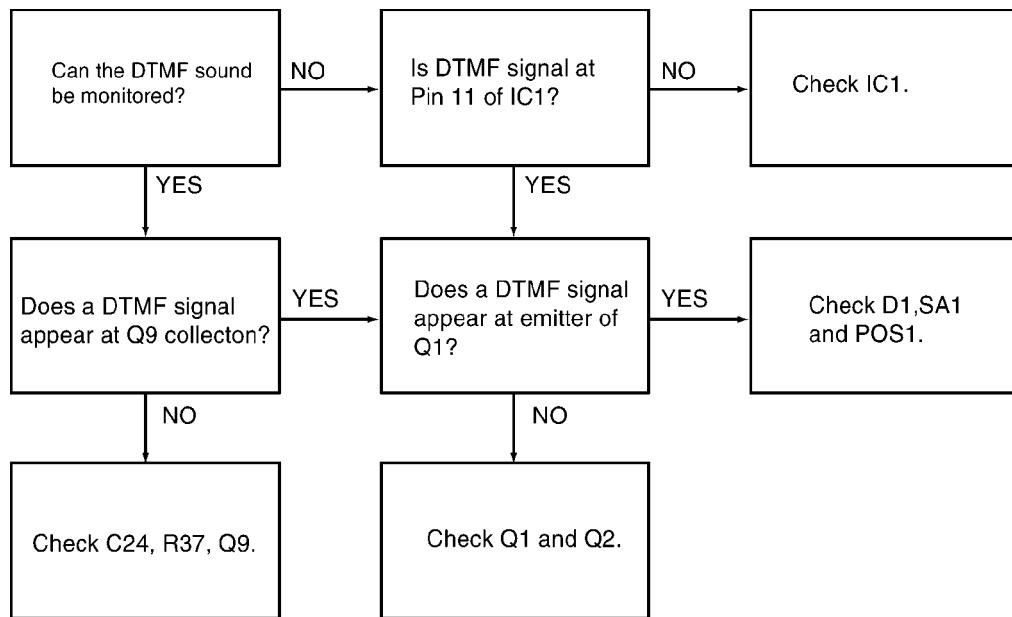 Can the DTMF sound
be monitored?
NO
Is DTMF signal at
Pin 11 of IC1?
NO
Check IC1.
YES
YES
Does a DTMF signal
appear at Q9 collecton?
YES
Does a DTMF signal
appear at emitter of
Q1?
YES
Check D1,SA1
and POS1.
NO
NO
Check C24, R37, Q9.
Check Q1 and Q2.